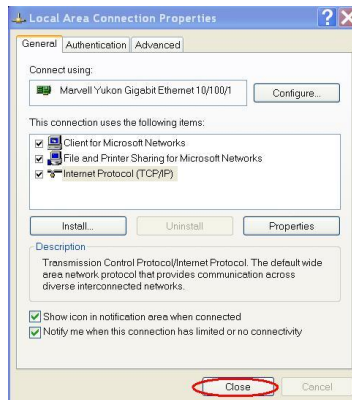 Local Area Connection Properties
General Authentication Advanced
Connect using:
Marvell Yukon Gigabit Ethernet 10/100/1
Configure...
This connection uses the following items:
Client for Microsoft Networks
File and Printer Sharing for Microsoft Networks
Internet Protocol (TCP/IP)
Install... Uninstall Properties
Description
Transmission Control Protocol/Internet Protocol. The default wide
area network protocol that provides communication across
diverse interconnected networks.
Show icon in notification area when connected
Notify me when this connection has limited or no connectivity
Close Cancel